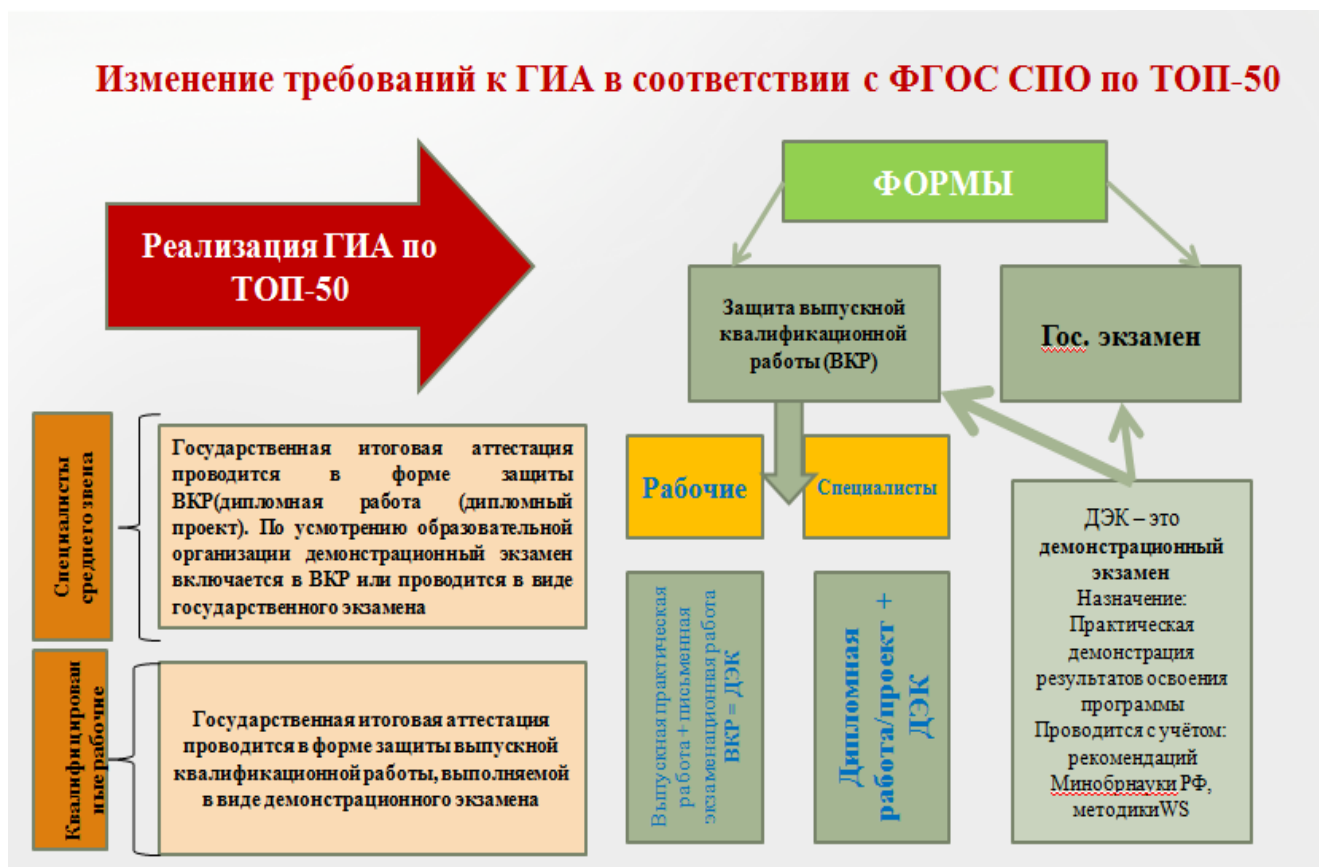 Изменение требований к ГИА в соответствии с ФГОС СПО по ТОП-50
Реализация ГИА по
ТОП-50
ФОРМЫ
Защита выпускной
квалификационной
работы (ВКР)
Гос. экзамен
Специалисты
среднего звена
Государственная итоговая аттестация
проводится в форме защиты
ВКР(дипломная работа (дипломный
проект). По усмотрению образовательной
организации демонстрационный экзамен
включается в ВКР или проводится в виде
государственного экзамена
Квалифицирован
ные рабочие
Государственная итоговая аттестация
проводится в форме защиты выпускной
квалификационной работы, выполняемой
в виде демонстрационного экзамена
Рабочие
Специалисты
Выпускная практическая
работа + письменная
экзаменационная работа
ВКР = ДЭК
Дипломная
работа/проект +
ДЭК
ДЭК – это
демонстрационный
экзамен
Назначение:
Практическая
демонстрация
результатов освоения
программы
Проводится с учётом:
рекомендаций
Минобрнауки РФ,
методики WS